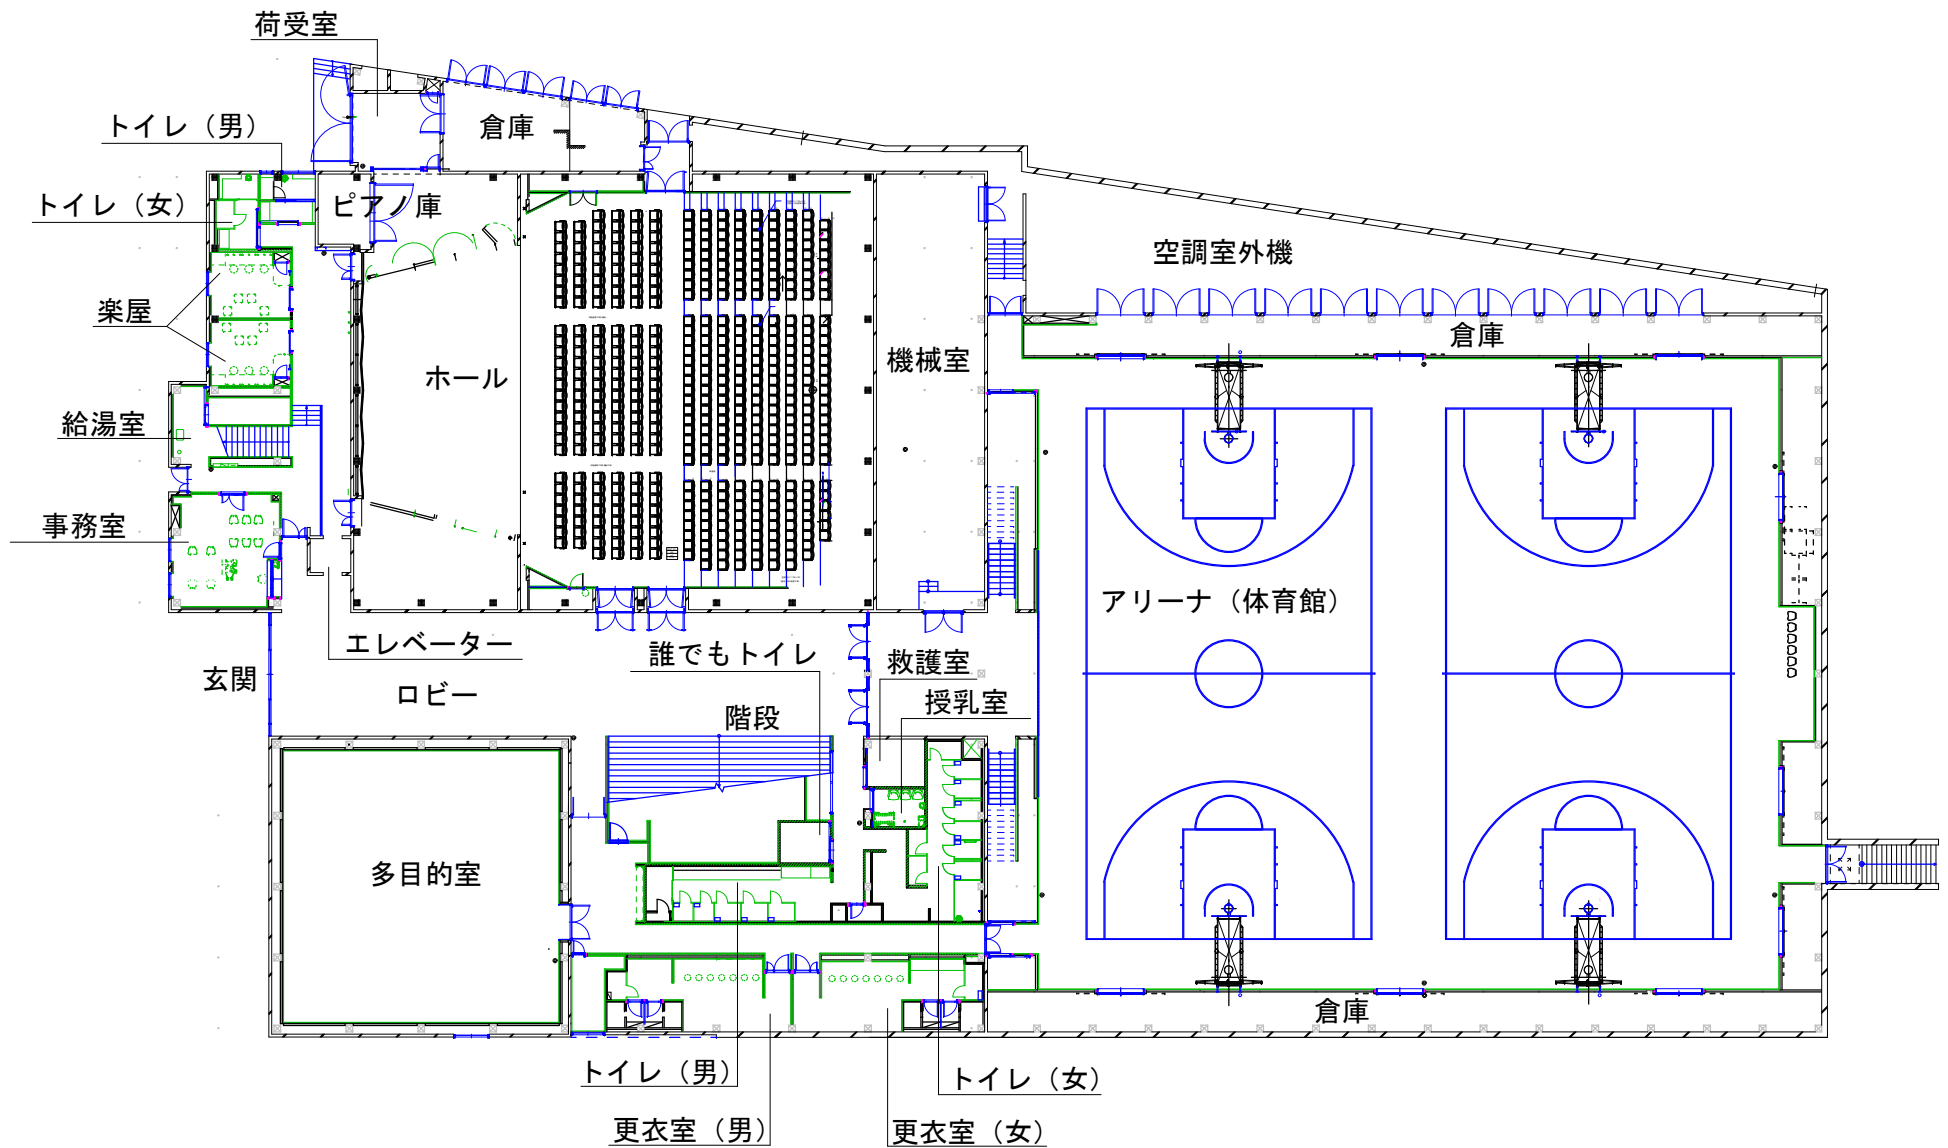 荷受室
トイレ（男）
倉庫
トイレ（女）
ピアノ庫
空調室外機
楽屋
倉庫
機械室
ホール
給湯室
事務室
アリーナ（体育館）
エレベーター
誰でもトイレ
救護室
玄関
ロビー
授乳室
階段
多目的室
倉庫
トイレ（男）
トイレ（女）
更衣室（男）
更衣室（女）